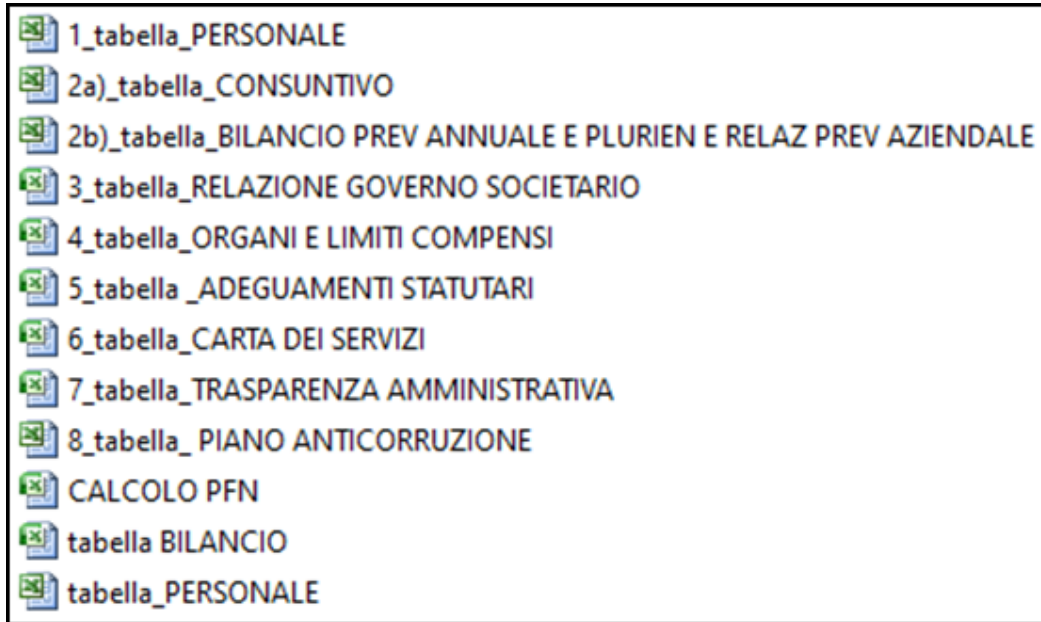 1_tabella_PERSONALE
2a)_tabella_CONSUNTIVO
2b)_tabella_BILANCIO PREV ANNUALE E PLURIEN E RELAZ PREV AZIENDALE
3_tabella_RELAZIONE GOVERNO SOCIETARIO
4_tabella_ORGANI E LIMITI COMPENSI
5_tabella _ADEGUAMENTI STATUTARI
6_tabella_CARTA DEI SERVIZI
7_tabella_TRASPARENZA AMMINISTRATIVA
8_tabella_ PIANO ANTICORRUZIONE
CALCOLO PFN
tabella BILANCIO
tabella_PERSONALE